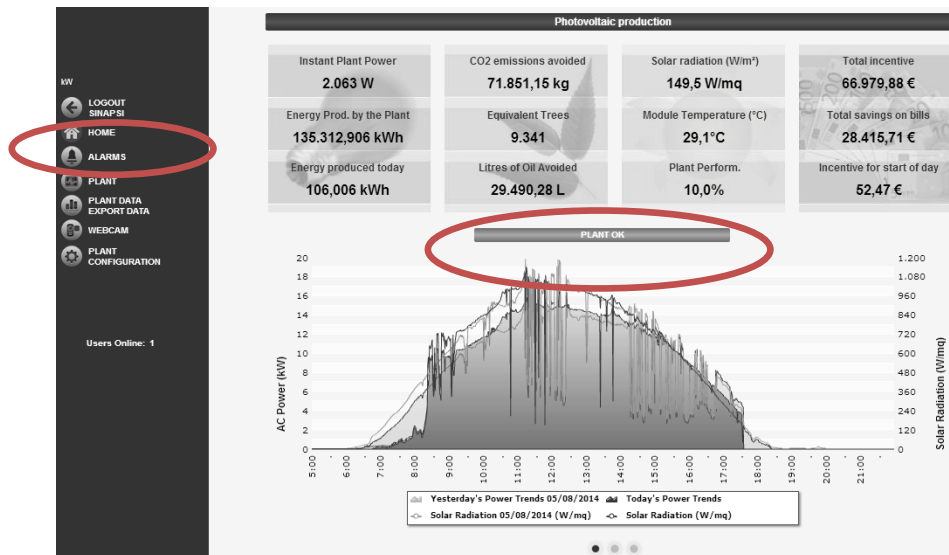 Photovoltaic production
kW
LOGOUT
SINAPSI
HOME
ALARMS
PLANT
PLANT DATA
EXPORT DATA
WEBCAM
PLANT
CONFIGURATION
Users Online: 1
Instant Plant Power
2.063 W
CO2 emissions avoided
71.851,15 kg
Solar radiation (W/m²)
149,5 W/mq
Total incentive
66.979,88 €
Energy Prod. by the Plant
135.312,906 kWh
Equivalent Trees
9.341
Module Temperature (°C)
29,1°C
Total savings on bills
28.415,71 €
Energy produced today
106,006 kWh
Litres of Oil Avoided
29.490,28 L
Plant Perform.
10,0%
Incentive for start of day
52,47 €
PLANT OK
AC Power (kW)
20
18
16
14
12
10
8
6
4
2
0
1.200
1.080
960
840
720
600
480
360
240
120
0
Solar Radiation (W/mq)
5:00 6:00 7:00 8:00 9:00 10:00 11:00 12:00 13:00 14:00 15:00 16:00 17:00 18:00 19:00 20:00 21:00
Yesterday's Power Trends 05/08/2014 Today's Power Trends
Solar Radiation 05/08/2014 (W/mq) Solar Radiation (W/mq)